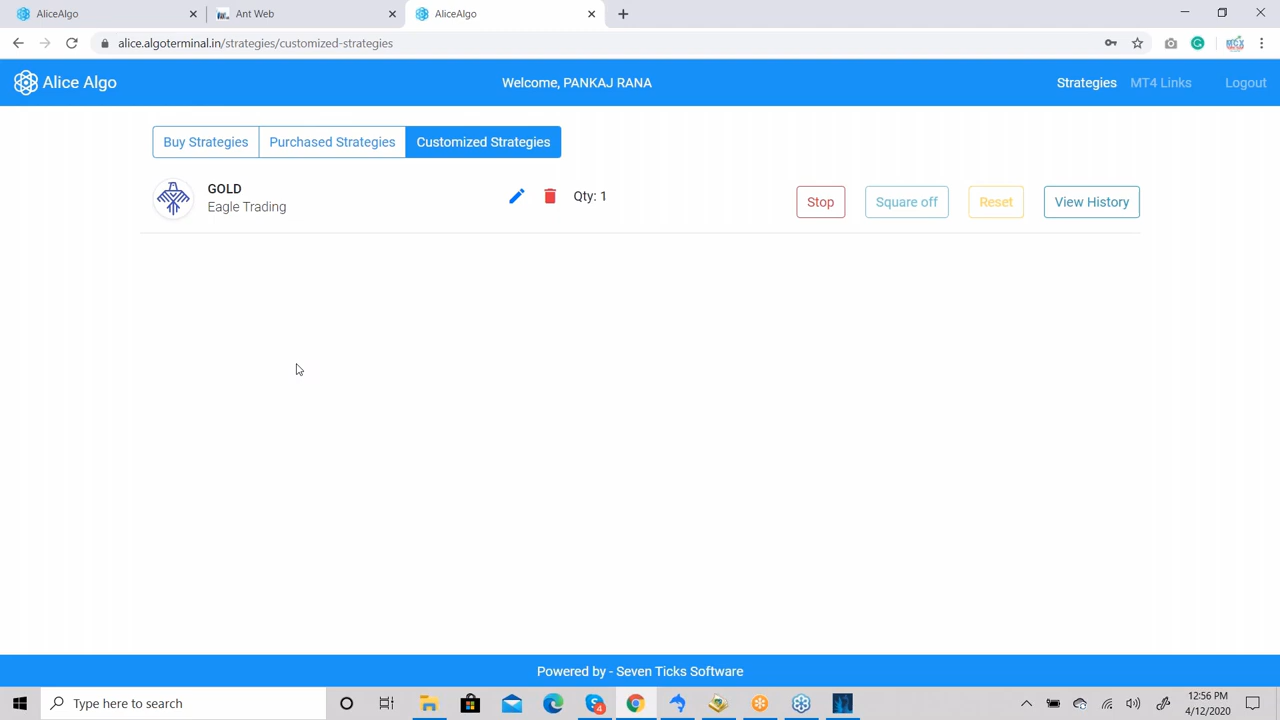 AliceAlgo
Ant Web
AliceAlgo
alice.algoterminal.in/strategies/customized-strategies
Alice Algo
Welcome, PANKAJ RANA
Strategies
MT4 Links
Logout
Buy Strategies
Purchased Strategies
Customized Strategies
GOLD
Eagle Trading
Qty: 1
Stop
Square off
Reset
View History
Powered by - Seven Ticks Software
Type here to search
4
12:56 PM
4/12/2020